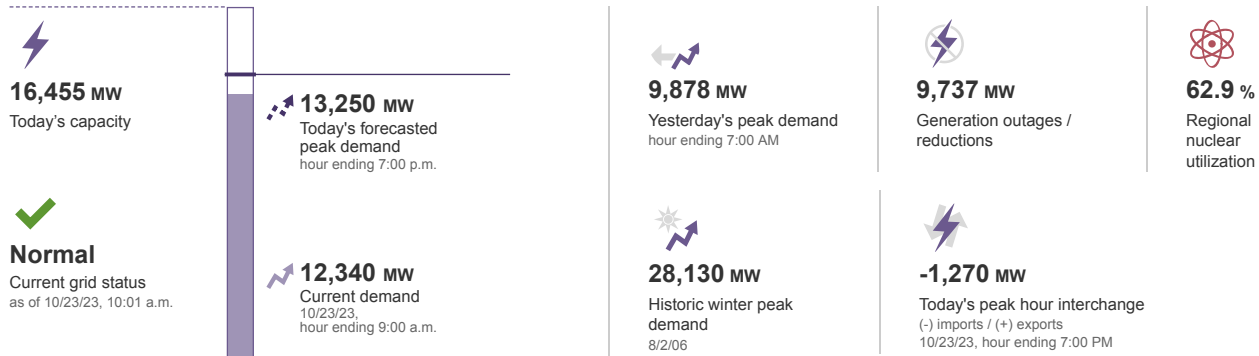 16,455 MW
Today's capacity
Normal
Current grid status
as of 10/23/23, 10:01 a.m.
13,250 MW
Today's forecasted
peak demand
hour ending 7:00 p.m.
12,340 MW
Current demand
10/23/23,
hour ending 9:00 a.m.
9,878 MW
Yesterday's peak demand
hour ending 7:00 AM
9,737 MW
Generation outages /
reductions
62.9 %
Regional
nuclear
utilization
28,130 MW
Historic winter peak
demand
8/2/06
-1,270 MW
Today's peak hour interchange
(-) imports / (+) exports
10/23/23, hour ending 7:00 PM